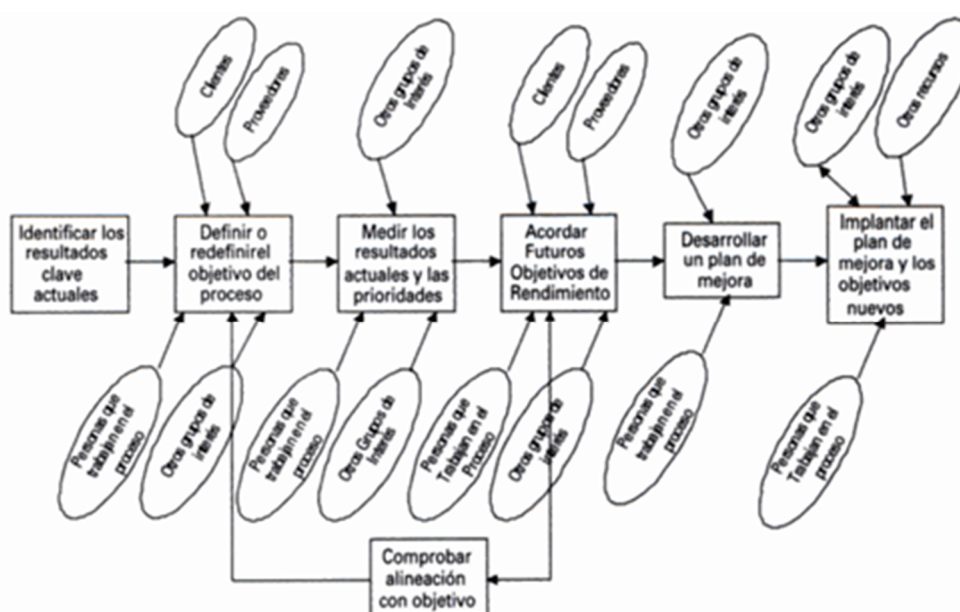 Clientes
Proveedores
Otros grupos de
interés
Clientes
Proveedores
Otros grupos de
interés
Otros grupos de
interés
Otros recursos
Identificar los
resultados
clave
actuales
Definir o
redefinirel
objetivo del
proceso
Medir los
resultados
actuales y las
prioridades
Acordar
Futuros
Objetivos de
Rendimiento
Desarrollar
un plan de
mejora
Implantar el
plan de
mejora y los
objetivos
nuevos
Personas que
trabajan en el
proceso
Otros grupos de
interés
Personas que
trabajan en el
proceso
Otros Grupos de
Interés
Personas que
Trabajan en el
Proceso
Otros grupos de
interés
Personas que
trabajan en el
proceso
Personas que
Trabajan en el
proceso
Comprobar
alineación
con objetivo